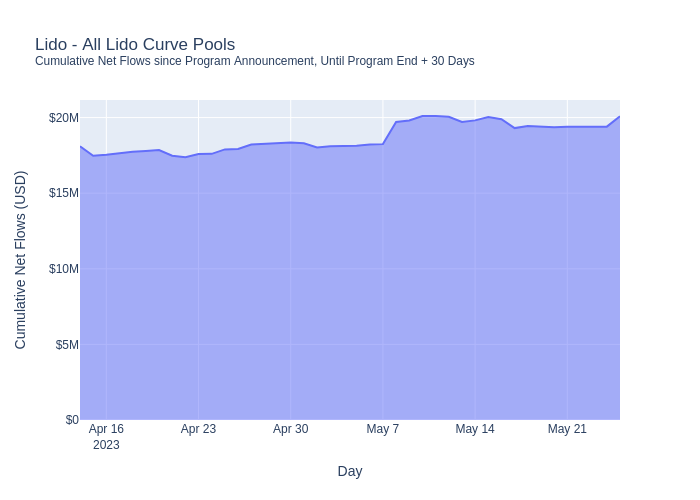 Lido - All Lido Curve Pools
Cumulative Net Flows since Program Announcement, Until Program End + 30 Days
Cumulative Net Flows (USD)
$20M
$15M
$10M
$5M
$0
Apr 16 Apr 23 Apr 30 May 7 May 14 May 21
2023
Day